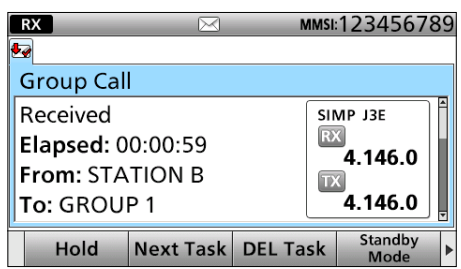 RX MMSI:123456789
Group Call
Received
Elapsed: 00:00:59
From: STATION B
To: GROUP 1
SIMP J3E
RX
4.146.0
TX
4.146.0
Hold Next Task DEL Task Standby Mode